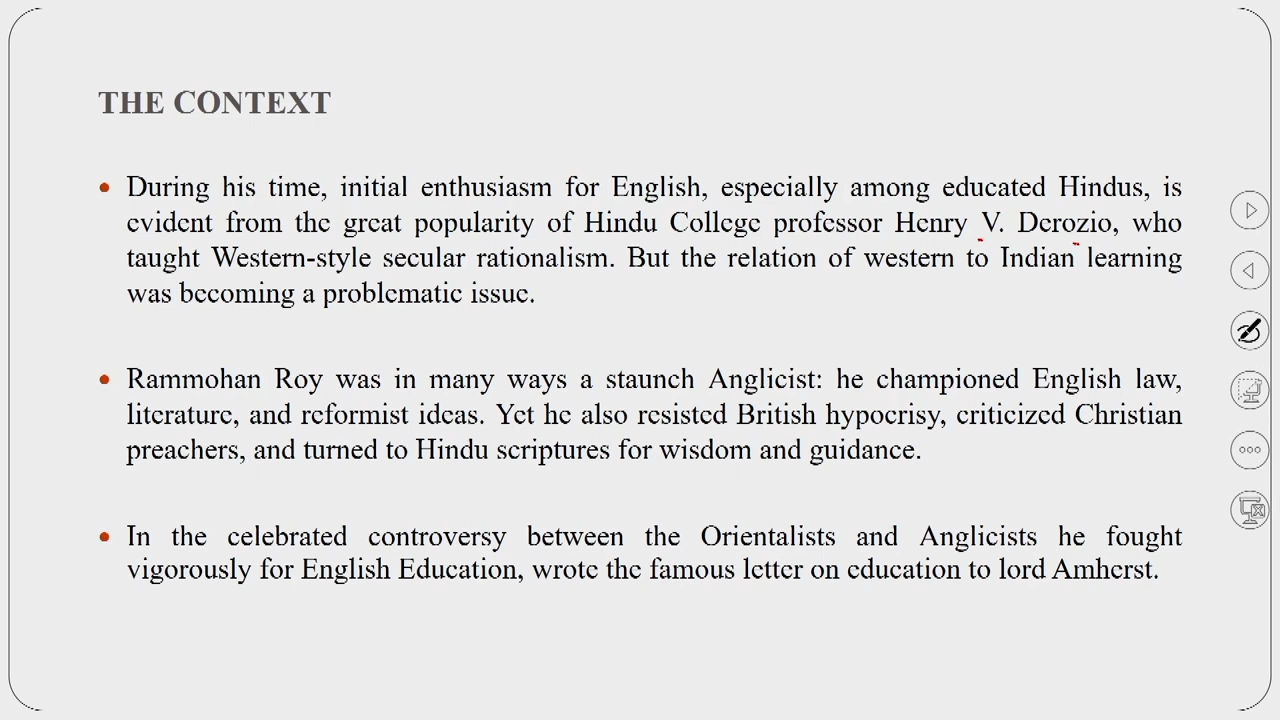 THE CONTEXT
• During his time, initial enthusiasm for English, especially among educated Hindus, is
evident from the great popularity of Hindu College professor Henry V. Derozio, who
taught Western-style secular rationalism. But the relation of western to Indian learning
was becoming a problematic issue.
• Rammohan Roy was in many ways a staunch Anglicist: he championed English law,
literature, and reformist ideas. Yet he also resisted British hypocrisy, criticized Christian
preachers, and turned to Hindu scriptures for wisdom and guidance.
• In the celebrated controversy between the Orientalists and Anglicists he fought
vigorously for English Education, wrote the famous letter on education to lord Amherst.